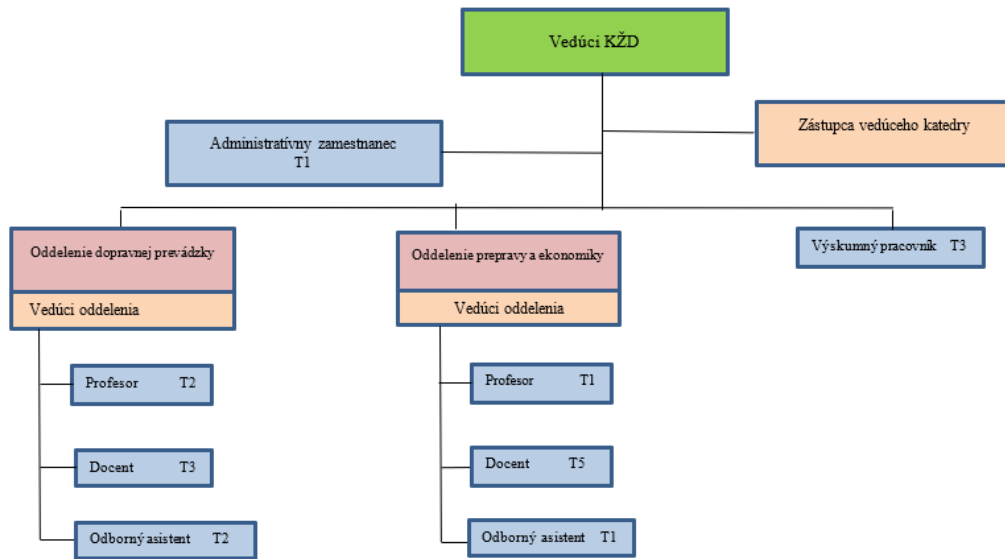 Vedúci KŽD
Zástupca vedúceho katedry
Administratívny zamestnanec
T1
Oddelenie dopravnej prevádzky
Vedúci oddelenia
Oddelenie prepravy a ekonomiky
Vedúci oddelenia
Výskumný pracovník T3
Profesor T2
Docent T3
Odborný asistent T2
Profesor T1
Docent T5
Odborný asistent T1